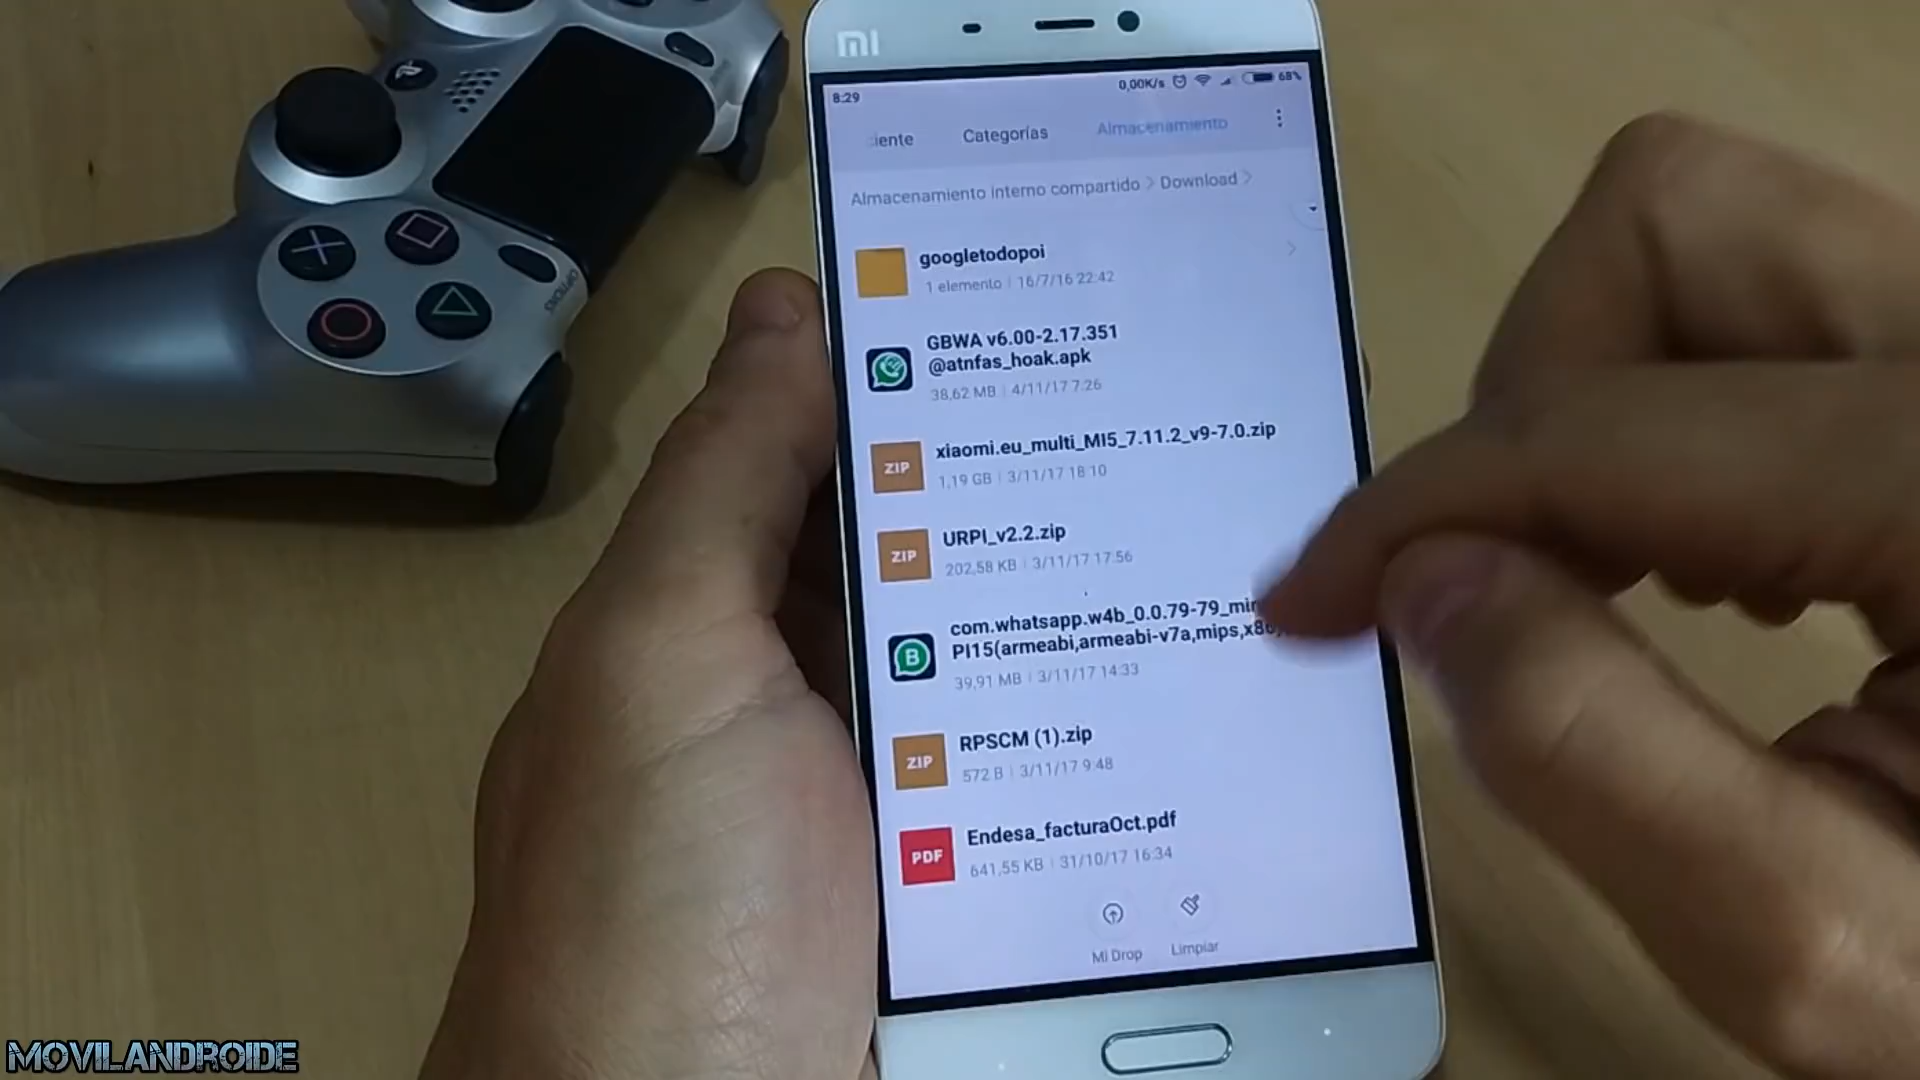 mi
8:29 0,00K/s 68%
Categorías Almacenamiento
Almacenamiento interno compartido > Download >
googletodopoi
1 elemento | 16/7/16 22:42
GBWA v6.00-2.17.351
@atnfas_hoak.apk
38,62 MB | 4/11/17 7:26
ZIP
xiaomi.eu_multi_MI5_7.11.2_v9-7.0.zip
1,19 GB | 3/11/17 18:10
ZIP
URPI_v2.2.zip
202,58 KB | 3/11/17 17:56
B
com.whatsapp.w4b_0.0.79-79_min
PI15(armeabi,armeabi-v7a,mips,x86
39,91 MB | 3/11/17 14:33
ZIP
RPSCM (1).zip
572 B | 3/11/17 9:48
PDF
Endesa_facturaOct.pdf
641,55 KB | 31/10/17 16:34
Mi Drop Limpiar
OPTIONS
MOVILANDROIDE